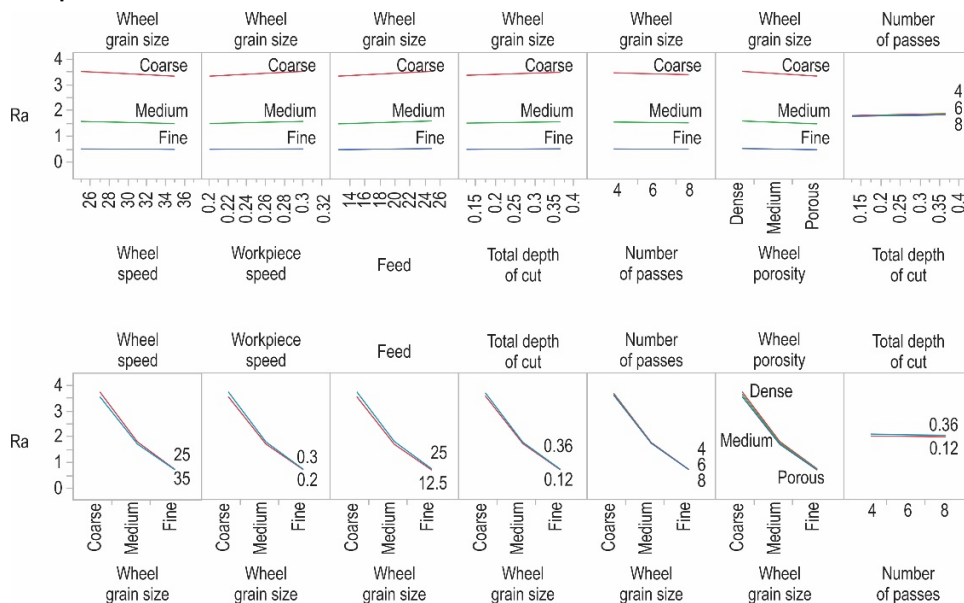 Wheel grain size
Wheel grain size
Wheel grain size
Wheel grain size
Wheel grain size
Wheel grain size
Number of passes
Ra
4
3
2
1
0
Coarse
Medium
Fine
Coarse
Medium
Fine
Coarse
Medium
Fine
Coarse
Medium
Fine
Coarse
Medium
Fine
Coarse
Medium
Fine
4
6
8
26 28 30 32 34 36
0.2 0.22 0.24 0.26 0.28 0.3 0.32
14 16 18 20 22 24 26
0.15 0.2 0.25 0.3 0.35 0.4
4 6 8
Dense Medium Porous
0.15 0.2 0.25 0.3 0.35 0.4
Wheel speed
Workpiece speed
Feed
Total depth of cut
Number of passes
Wheel porosity
Total depth of cut
Wheel speed
Workpiece speed
Feed
Total depth of cut
Number of passes
Wheel porosity
Total depth of cut
Ra
4
3
2
1
0
25
35
0.3
0.2
25
12.5
0.36
0.12
4
6
8
Dense
Medium
Porous
0.36
0.12
Coarse Medium Fine
Coarse Medium Fine
Coarse Medium Fine
Coarse Medium Fine
Coarse Medium Fine
Coarse Medium Fine
4 6 8
Wheel grain size
Wheel grain size
Wheel grain size
Wheel grain size
Wheel grain size
Wheel grain size
Number of passes